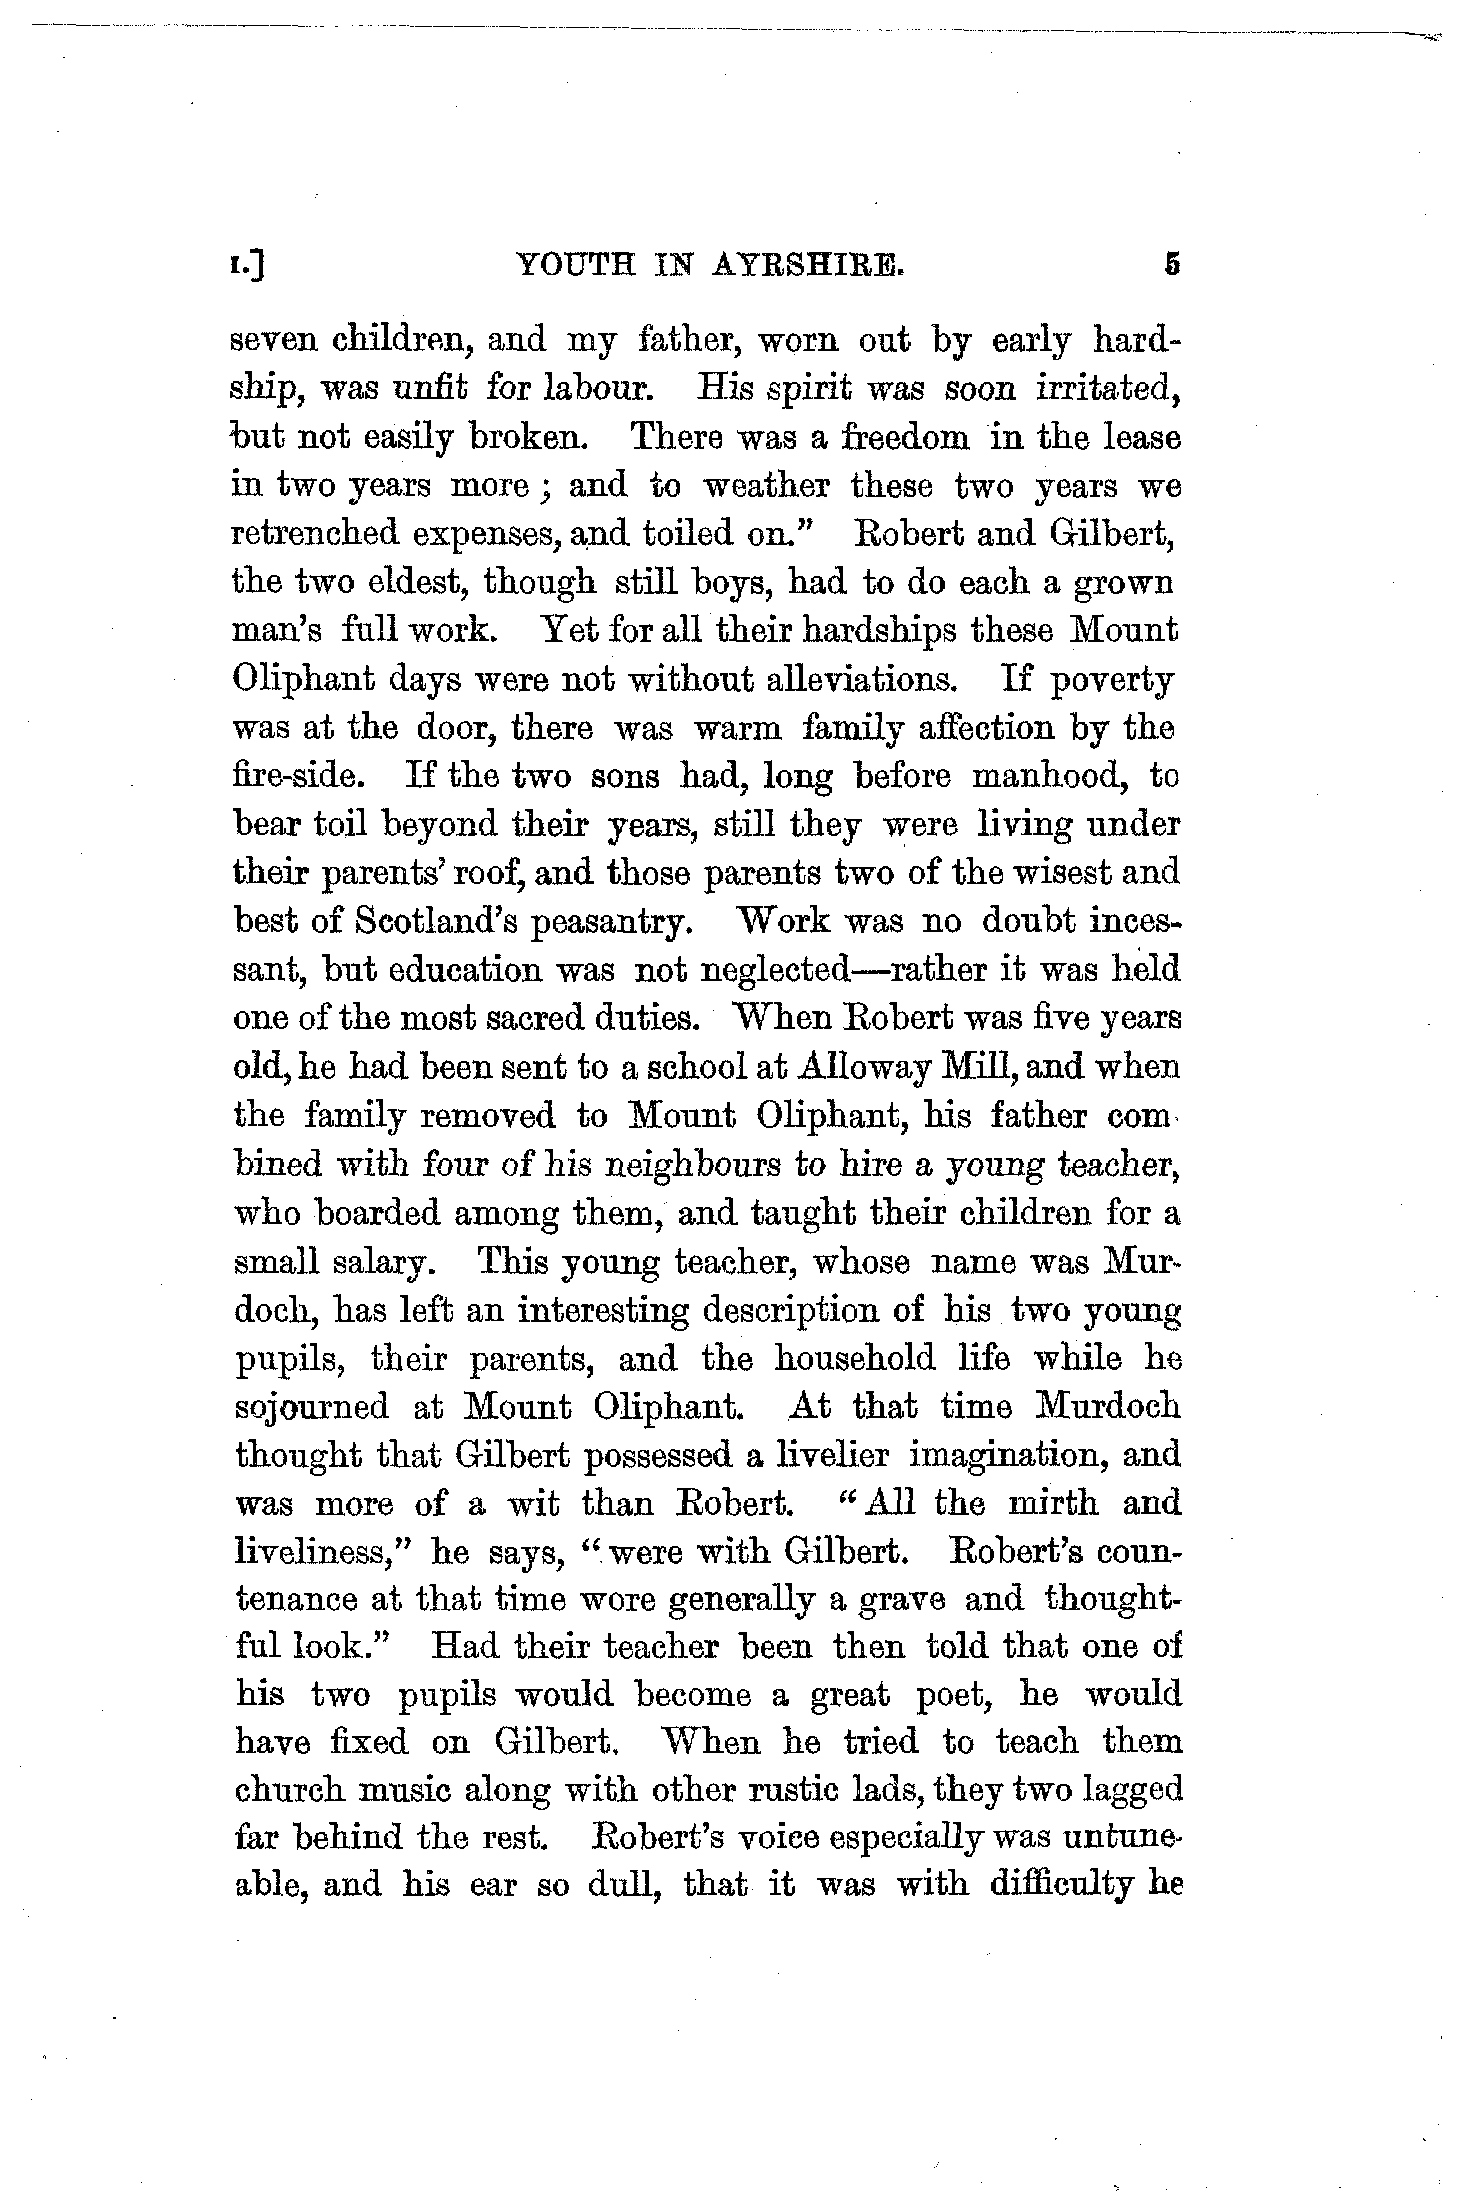 I.] YOUTH IN AYRSHIRE. 5
seven children, and my father, worn out by early hard-
ship, was unfit for labour. His spirit was soon irritated,
but not easily broken. There was a freedom in the lease
in two years more; and to weather these two years we
retrenched expenses, and toiled on.” Robert and Gilbert,
the two eldest, though still boys, had to do each a grown
man’s full work. Yet for all their hardships these Mount
Oliphant days were not without alleviations. If poverty
was at the door, there was warm family affection by the
fire-side. If the two sons had, long before manhood, to
bear toil beyond their years, still they were living under
their parents’ roof, and those parents two of the wisest and
best of Scotland’s peasantry. Work was no doubt inces-
sant, but education was not neglected—rather it was held
one of the most sacred duties. When Robert was five years
old, he had been sent to a school at Alloway Mill, and when
the family removed to Mount Oliphant, his father com-
bined with four of his neighbours to hire a young teacher,
who boarded among them, and taught their children for a
small salary. This young teacher, whose name was Mur-
doch, has left an interesting description of his two young
pupils, their parents, and the household life while he
sojourned at Mount Oliphant. At that time Murdoch
thought that Gilbert possessed a livelier imagination, and
was more of a wit than Robert. “All the mirth and
liveliness,” he says, “were with Gilbert. Robert’s coun-
tenance at that time wore generally a grave and thought-
ful look.” Had their teacher been then told that one of
his two pupils would become a great poet, he would
have fixed on Gilbert. When he tried to teach them
church music along with other rustic lads, they two lagged
far behind the rest. Robert’s voice especially was untune-
able, and his ear so dull, that it was with difficulty he